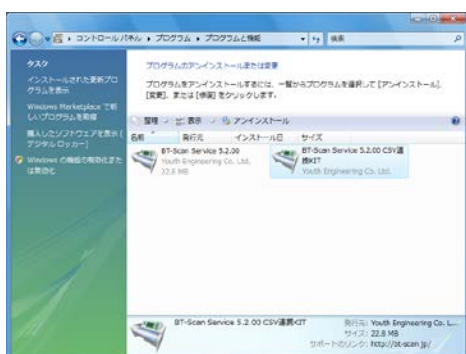 コントロール パネル ▸ プログラム ▸ プログラムと機能
検索
タスク
インストールされた更新プロ
グラムを表示
Windows Marketplace で新
しいプログラムを取得
購入したソフトウェアを表示 (
デジタル ロッカー)
Windows の機能の有効化また
は無効化
プログラムのアンインストールまたは変更
プログラムをアンインストールするには、一覧からプログラムを選択して [アンインストール]、
[変更]、または [修復] をクリックします。
整理 表示 アンインストール
名前 発行元 インストール日 サイズ
BT-Scan Service 5.2.00
Youth Engineering Co. Ltd.
22.8 MB
BT-Scan Service 5.2.00 CSV連
携KIT
Youth Engineering Co. Ltd.
BT-Scan Service 5.2.00 CSV連携KIT
発行元: Youth Engineering Co. L...
サイズ: 22.8 MB
サポートのリンク: http://bt-scan.jp/